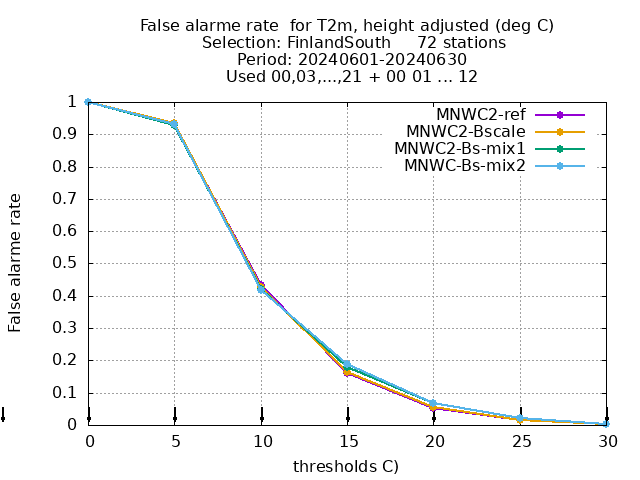 False alarme rate  for T2m, height adjusted (deg C)
Selection: FinlandSouth     72 stations
Period: 20240601-20240630
Used 00,03,...,21 + 00 01 ... 12
MNWC2-ref
MNWC2-Bscale
MNWC2-Bs-mix1
MNWC-Bs-mix2
False alarme rate
1
0.9
0.8
0.7
0.6
0.5
0.4
0.3
0.2
0.1
0
0 5 10 15 20 25 30
thresholds C)